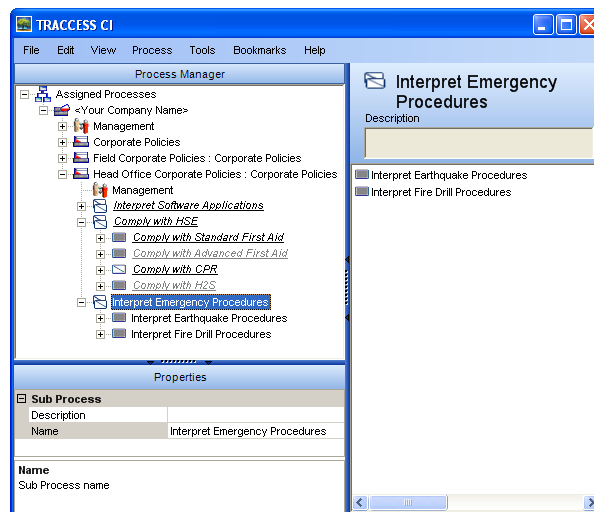 TRACCESS CI
File Edit View Process Tools Bookmarks Help
Process Manager
Assigned Processes
<Your Company Name>
Management
Corporate Policies
Field Corporate Policies : Corporate Policies
Head Office Corporate Policies : Corporate Policies
Management
Interpret Software Applications
Comply with HSE
Comply with Standard First Aid
Comply with Advanced First Aid
Comply with CPR
Comply with H2S
Interpret Emergency Procedures
Interpret Earthquake Procedures
Interpret Fire Drill Procedures
Properties
Sub Process
Description
Name Interpret Emergency Procedures
Name
Sub Process name
Interpret Emergency
Procedures
Description
Interpret Earthquake Procedures
Interpret Fire Drill Procedures